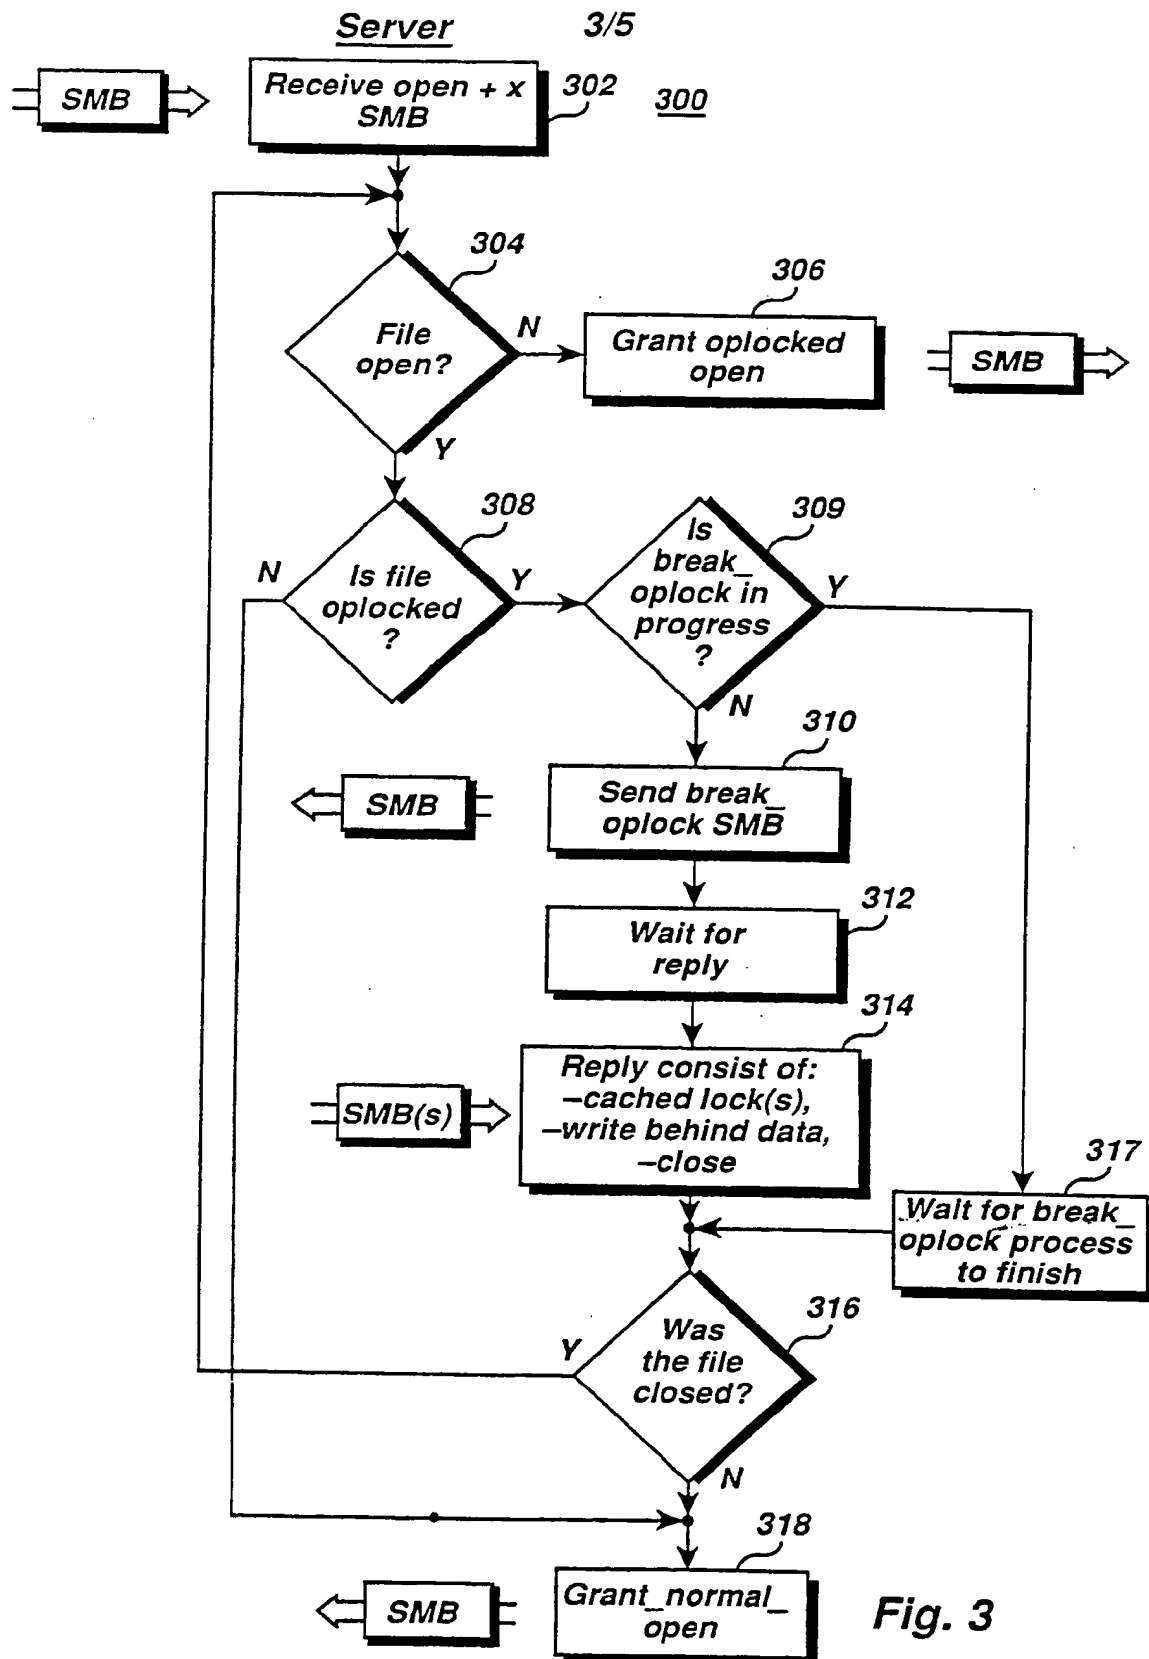 Server 3/5
SMB
Receive open + x
SMB
302
300
304
File
open?
N
Y
306
Grant oplocked
open
SMB
308
N
Is file
oplocked
?
Y
309
Is
break_
oplock in
progress
?
Y
N
310
SMB
Send break_
oplock SMB
312
Wait for
reply
314
SMB(s)
Reply consist of:
–cached lock(s),
–write behind data,
–close
317
Wait for break_
oplock process
to finish
316
Y
Was
the file
closed?
N
318
SMB
Grant_normal_
open
Fig. 3